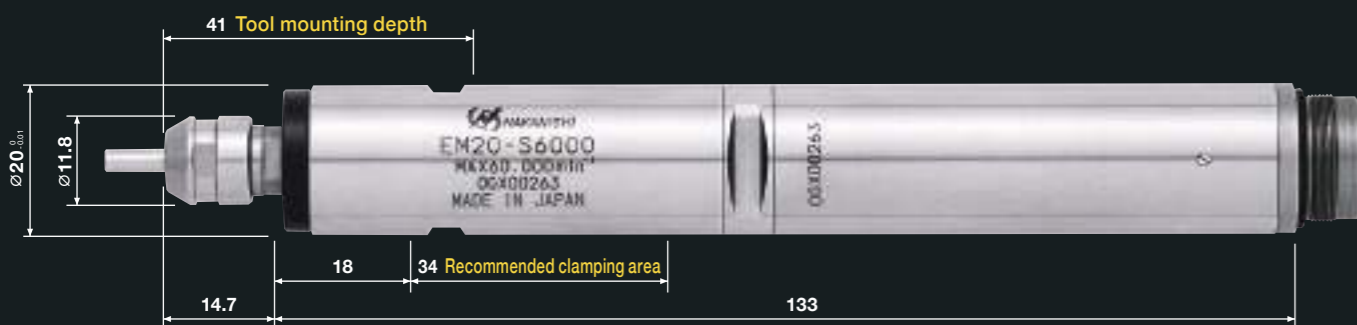 41 Tool mounting depth
NAKANISHI
EM20-S6000
MAX60,000min⁻¹
OGX00263
MADE IN JAPAN
OGX00263
Ø20 0 -0.01
Ø11.8
18
34 Recommended clamping area
14.7
133